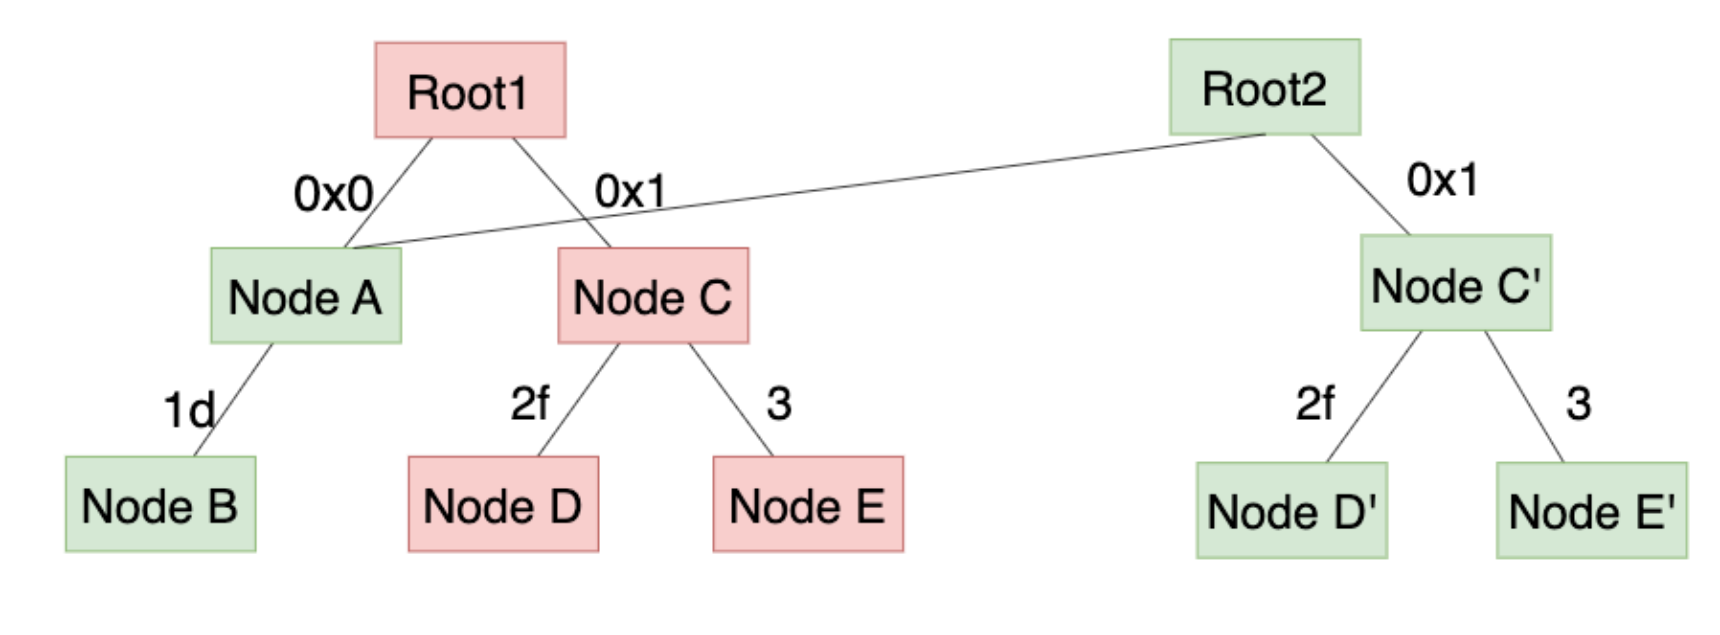 Root1
Root2
0x0
0x1
0x1
Node A
Node C
Node C'
1d
2f
3
2f
3
Node B
Node D
Node E
Node D'
Node E'